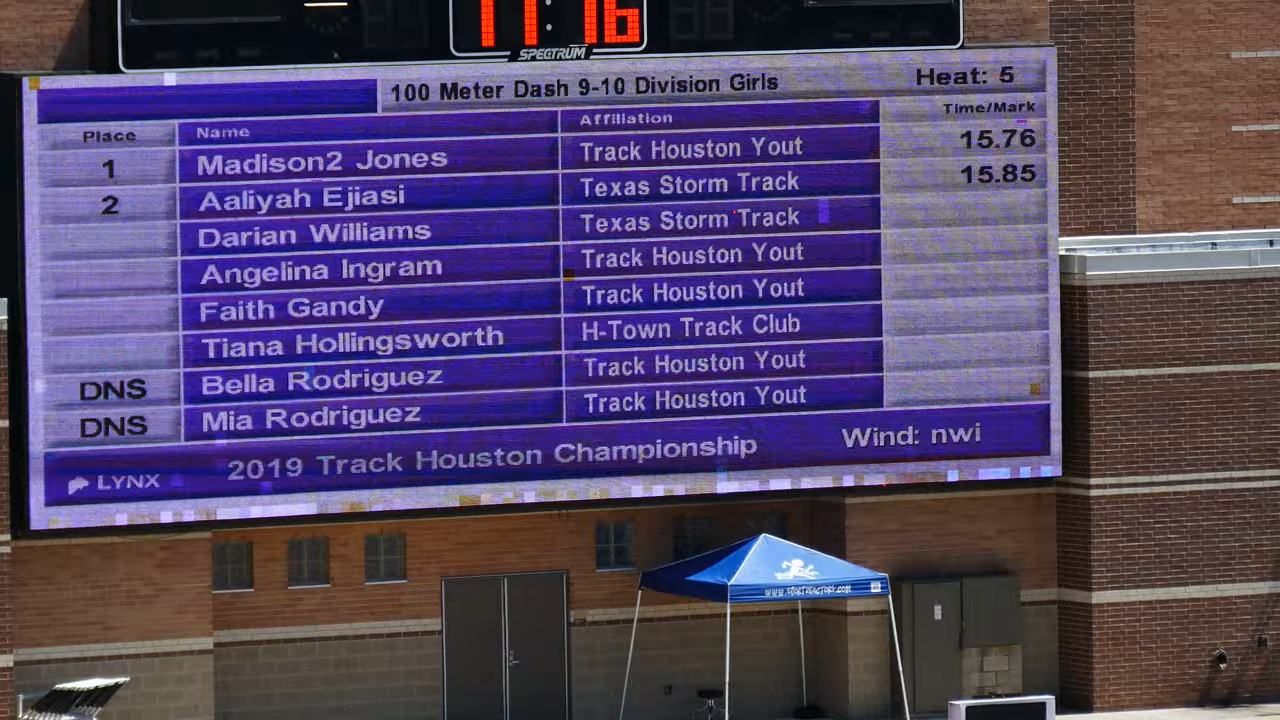 11:16
SPECTRUM
100 Meter Dash 9-10 Division Girls Heat: 5
Place Name Affiliation Time/Mark
1 Madison2 Jones Track Houston Yout 15.76
2 Aaliyah Ejiasi Texas Storm Track 15.85
Darian Williams Texas Storm Track
Angelina Ingram Track Houston Yout
Faith Gandy Track Houston Yout
Tiana Hollingsworth H-Town Track Club
DNS Bella Rodriguez Track Houston Yout
DNS Mia Rodriguez Track Houston Yout
LYNX 2019 Track Houston Championship Wind: nwi